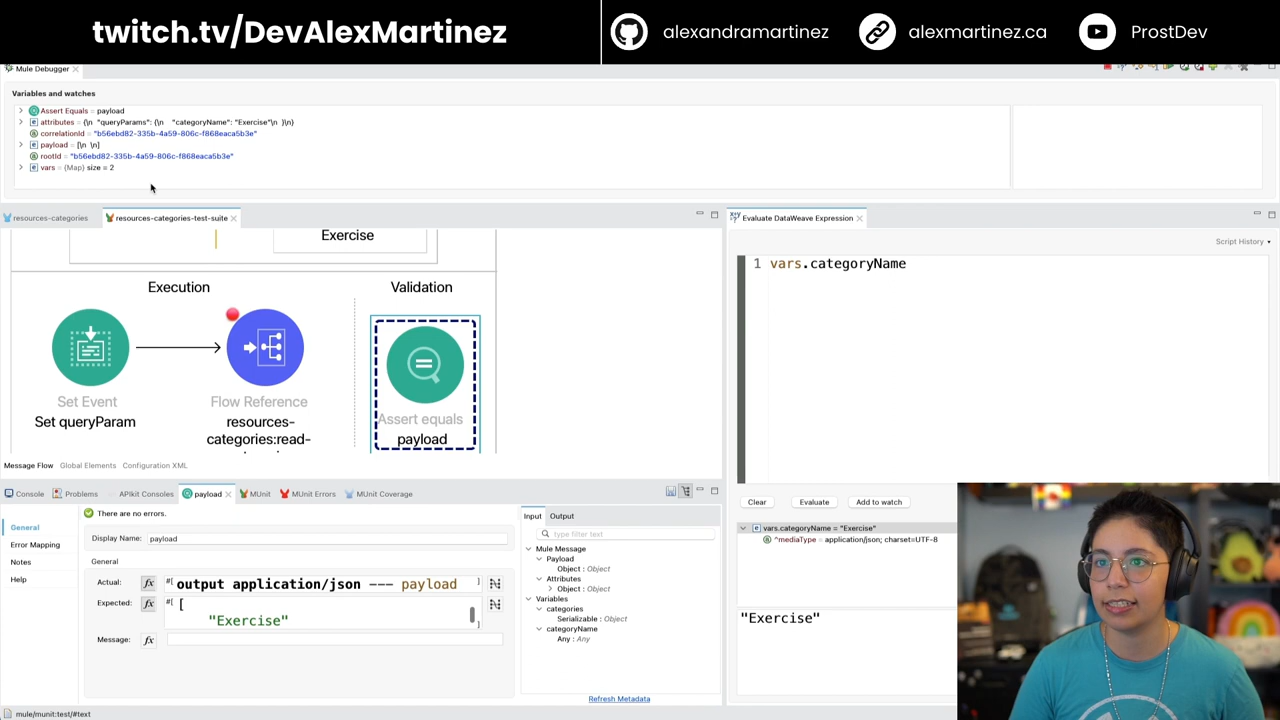 twitch.tv/DevAlexMartinez
alexandramartinez
alexmartinez.ca
ProstDev
Mule Debugger
Variables and watches
Assert Equals = payload
attributes = {\n "queryParams": {\n "categoryName": "Exercise"\n }\n}
correlationId = "b56ebd82-335b-4a59-806c-f868eaca5b3e"
payload = [\n \n]
rootId = "b56ebd82-335b-4a59-806c-f868eaca5b3e"
vars = (Map) size = 2
resources-categories
resources-categories-test-suite
Exercise
Execution
Validation
Set Event
Set queryParam
Flow Reference
resources-
categories:read-
Assert equals
payload
Message Flow
Global Elements
Configuration XML
Evaluate DataWeave Expression
Script History
1 vars.categoryName
Clear
Evaluate
Add to watch
vars.categoryName = "Exercise"
^mediaType = application/json; charset=UTF-8
"Exercise"
Console
Problems
APIkit Consoles
payload
MUnit
MUnit Errors
MUnit Coverage
There are no errors.
General
Error Mapping
Notes
Help
Display Name: payload
General
Actual: fx #[ output application/json --- payload ]
Expected: fx #[ [
"Exercise" ]
Message: fx
Input
Output
type filter text
Mule Message
Payload
Object : Object
Attributes
Object : Object
Variables
categories
Serializable : Object
categoryName
Any : Any
Refresh Metadata
mule/munit:test/#text